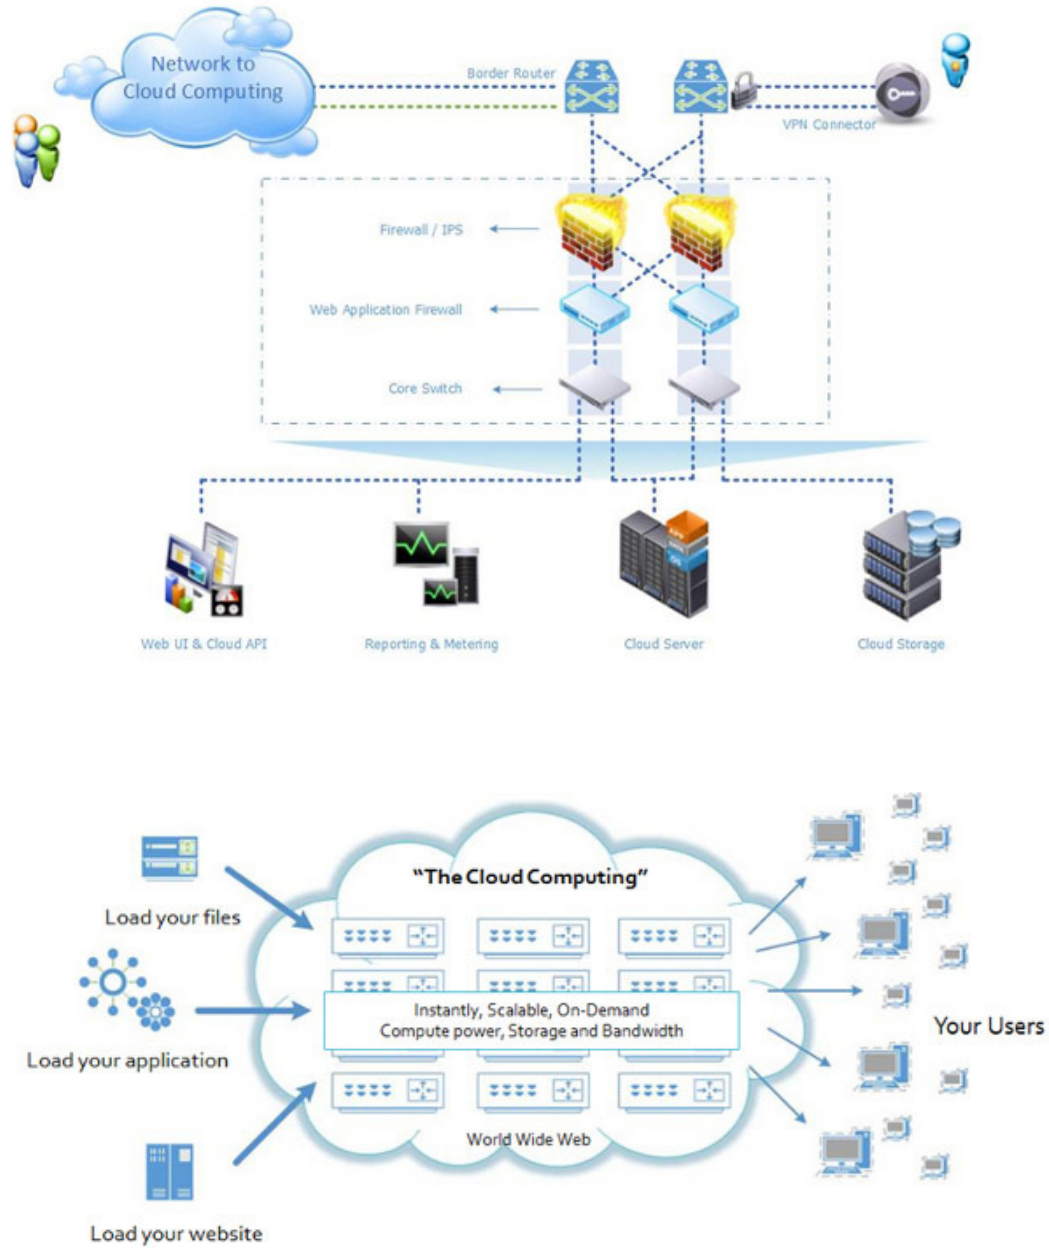 Network to
Cloud Computing
Border Router
VPN Connector
Firewall / IPS
Web Application Firewall
Core Switch
Web UI & Cloud API
Reporting & Metering
Cloud Server
Cloud Storage
“The Cloud Computing”
Load your files
Instantly, Scalable, On-Demand
Compute power, Storage and Bandwidth
Your Users
Load your application
World Wide Web
Load your website